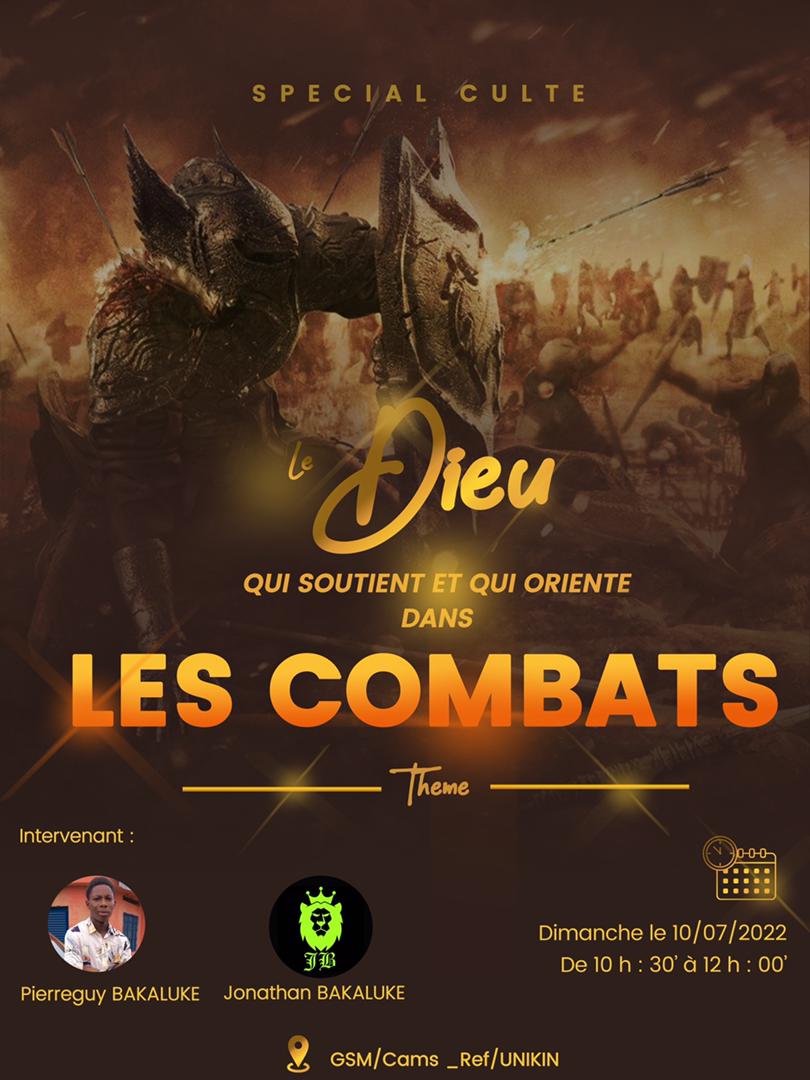 SPECIAL CULTE
le Dieu
QUI SOUTIENT ET QUI ORIENTE
DANS
LES COMBATS
Theme
Intervenant :
JB
Pierreguy BAKALUKE
Jonathan BAKALUKE
Dimanche le 10/07/2022
De 10 h : 30' à 12 h : 00'
GSM/Cams _Ref/UNIKIN